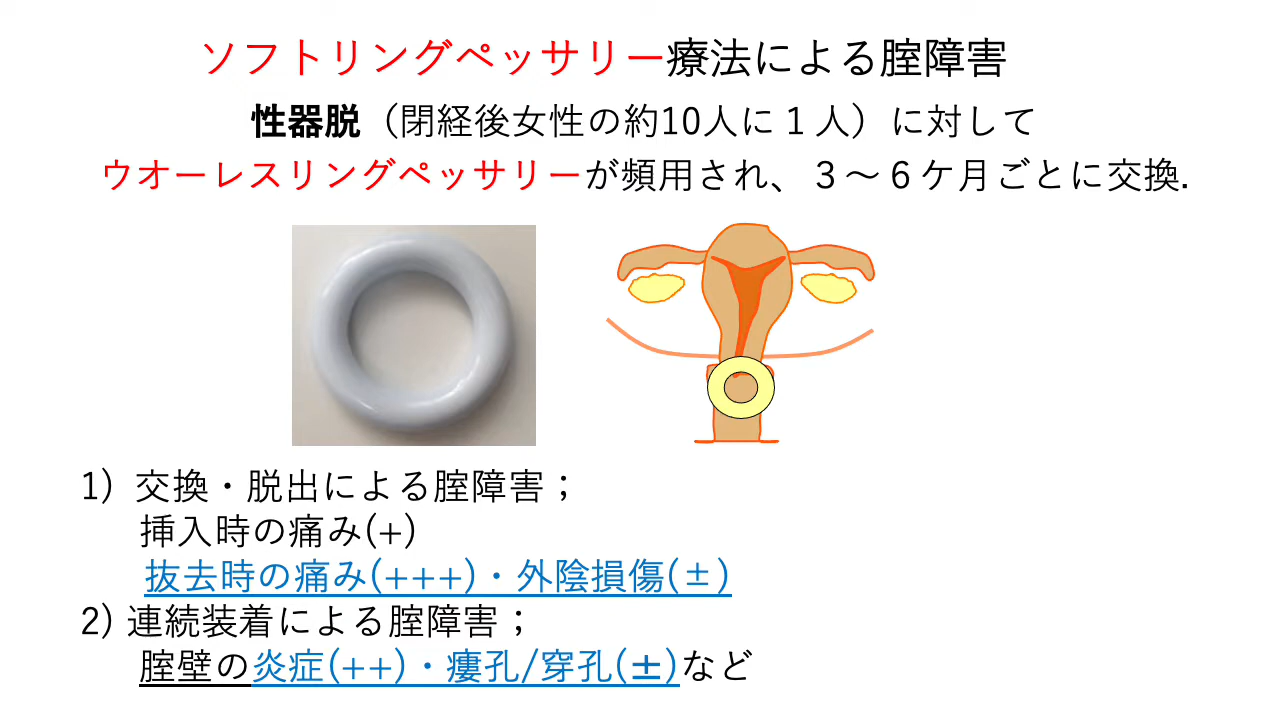 ソフトリングペッサリー療法による腟障害
性器脱（閉経後女性の約10人に１人）に対して
ウオーレスリングペッサリーが頻用され、３～６ケ月ごとに交換.
1) 交換・脱出による腟障害；
挿入時の痛み(+)
抜去時の痛み(+++)・外陰損傷(±)
2) 連続装着による腟障害；
腟壁の炎症(++)・瘻孔/穿孔(±)など